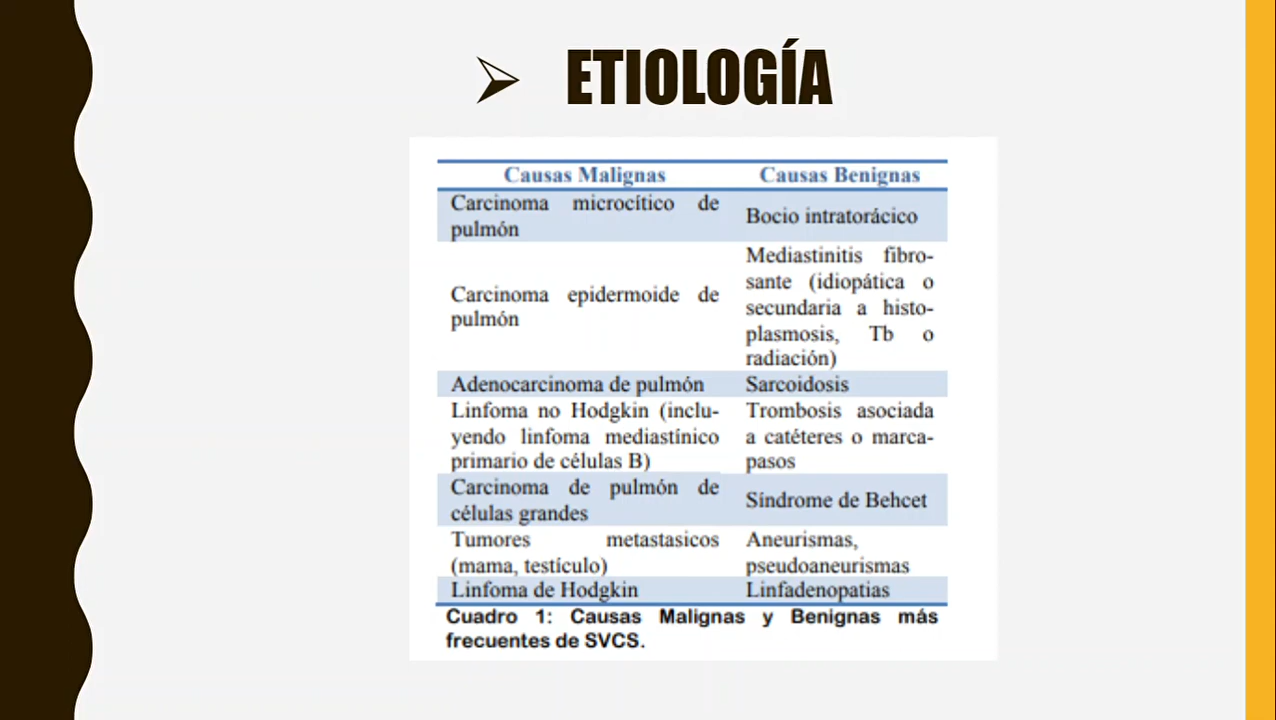 ETIOLOGÍA
Causas Malignas Causas Benignas
Carcinoma microcítico de
pulmón
Bocio intratorácico
Carcinoma epidermoide de
pulmón
Mediastinitis fibro-
sante (idiopática o
secundaria a histo-
plasmosis, Tb o
radiación)
Adenocarcinoma de pulmón
Sarcoidosis
Linfoma no Hodgkin (inclu-
yendo linfoma mediastínico
primario de células B)
Trombosis asociada
a catéteres o marca-
pasos
Carcinoma de pulmón de
células grandes
Síndrome de Behcet
Tumores metastasicos
(mama, testículo)
Aneurismas,
pseudoaneurismas
Linfoma de Hodgkin
Linfadenopatias
Cuadro 1: Causas Malignas y Benignas más
frecuentes de SVCS.